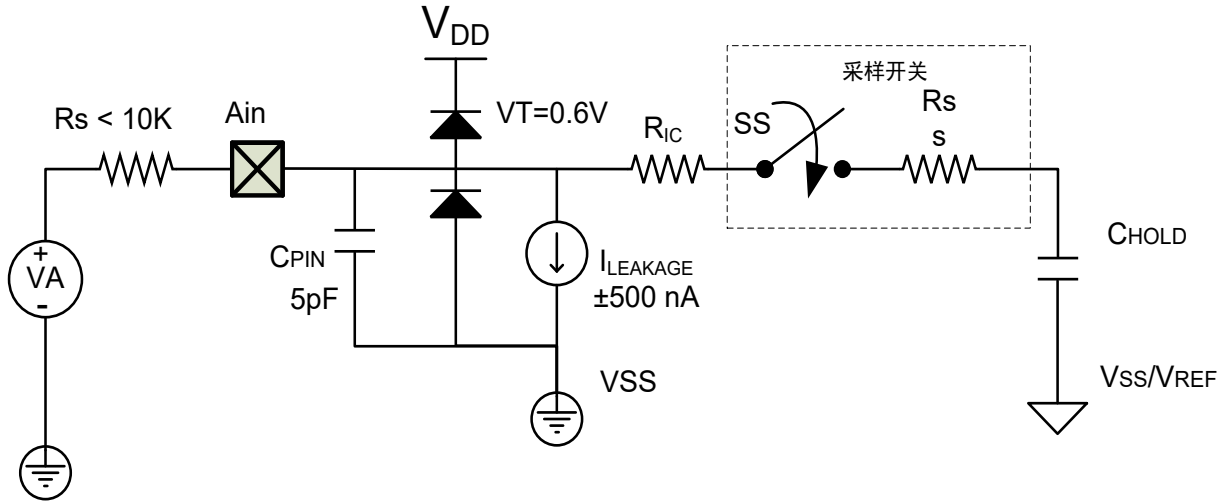 VDD
Rs < 10K
Ain
VT=0.6V
RIC
采样开关
SS
Rs
s
+
VA
-
CPIN
5pF
ILEAKAGE
±500 nA
VSS
CHOLD
VSS/VREF